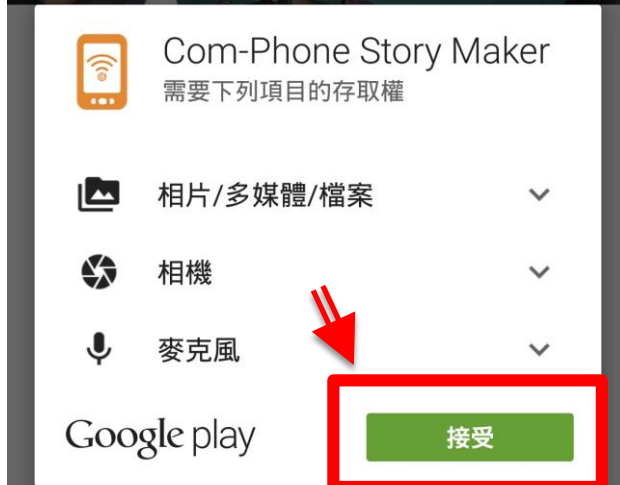 Com-Phone Story Maker
需要下列項目的存取權
相片/多媒體/檔案
相機
麥克風
Google play
接受